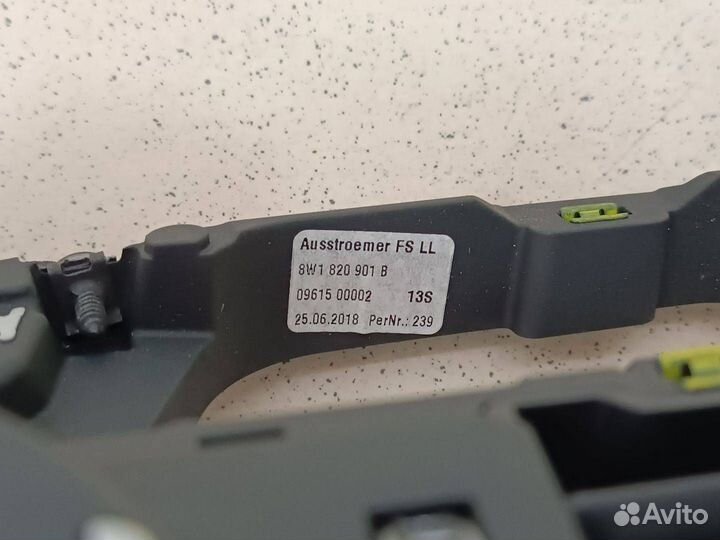 Ausstroemer FS LL
8W1 820 901 B
09615 00002 13S
25.06.2018 PerNr.: 239
Avito